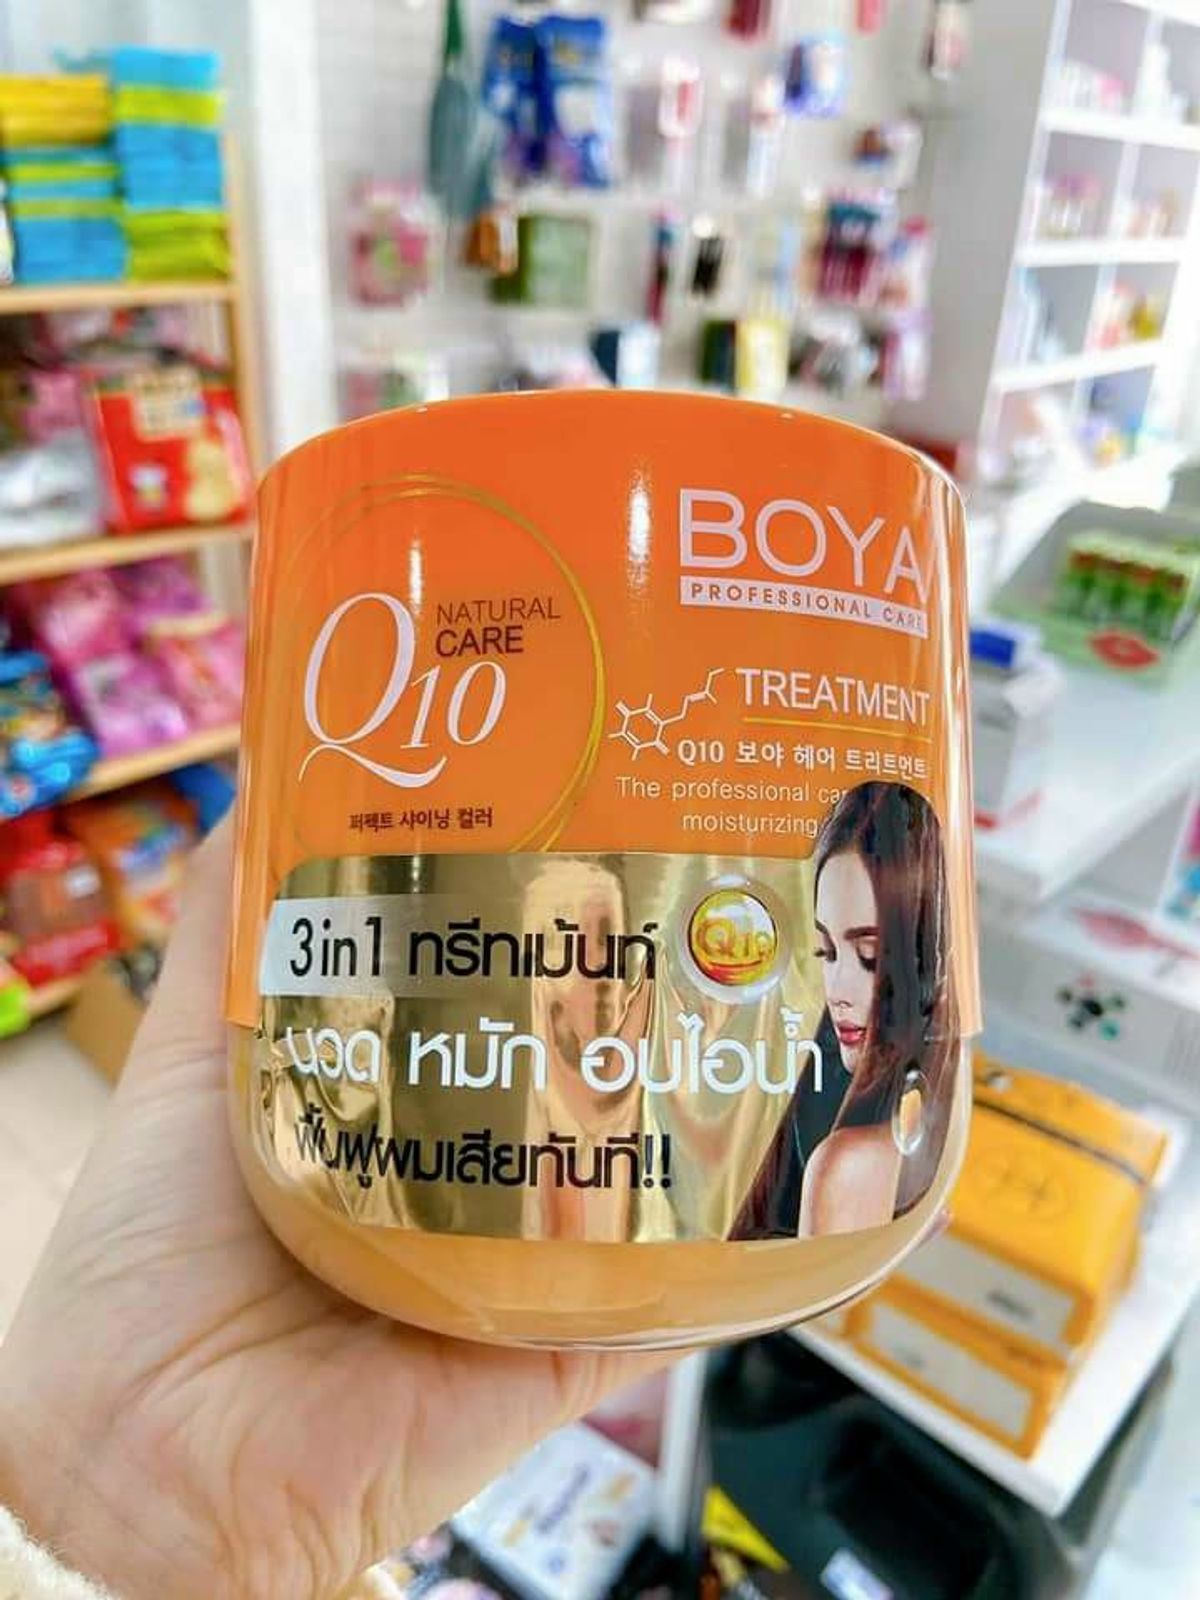 BOYA
PROFESSIONAL CARE
NATURAL
CARE
Q10
퍼펙트 샤이닝 컬러
TREATMENT
Q10 보야 헤어 트리트먼트
The professional
moisturizing
3in1 ทรีทเม้นท์
Q10
นวด หมัก อบไอน้ำ
ฟื้นฟูผมเสียทันที!!